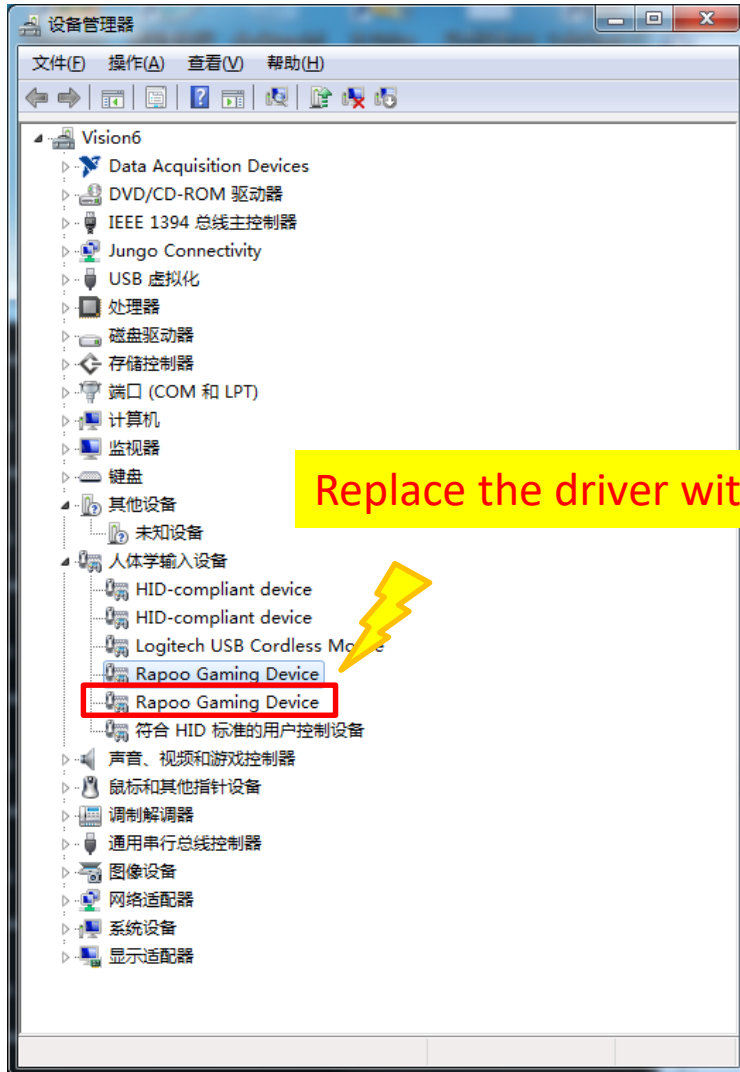 设备管理器
文件(F) 操作(A) 查看(V) 帮助(H)
Vision6
Data Acquisition Devices
DVD/CD-ROM 驱动器
IEEE 1394 总线主控制器
Jungo Connectivity
USB 虚拟化
处理器
磁盘驱动器
存储控制器
端口 (COM 和 LPT)
计算机
监视器
键盘
Replace the driver wit
其他设备
未知设备
人体学输入设备
HID-compliant device
HID-compliant device
Logitech USB Cordless Mo e
Rapoo Gaming Device
Rapoo Gaming Device
符合 HID 标准的用户控制设备
声音、视频和游戏控制器
鼠标和其他指针设备
调制解调器
通用串行总线控制器
图像设备
网络适配器
系统设备
显示适配器